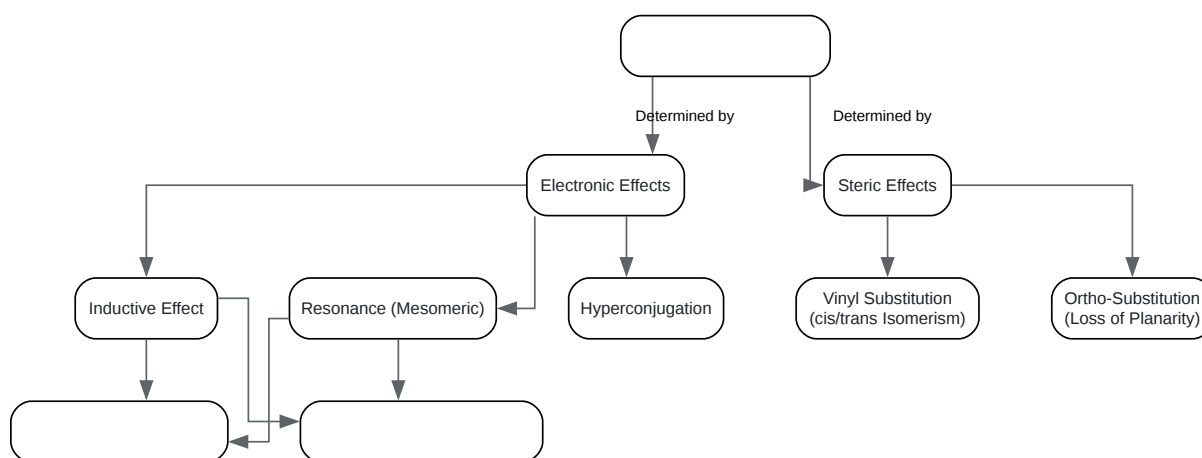 Determined by
Determined by
Electronic Effects
Steric Effects
Inductive Effect
Resonance (Mesomeric)
Hyperconjugation
Vinyl Substitution
(cis/trans Isomerism)
Ortho-Substitution
(Loss of Planarity)